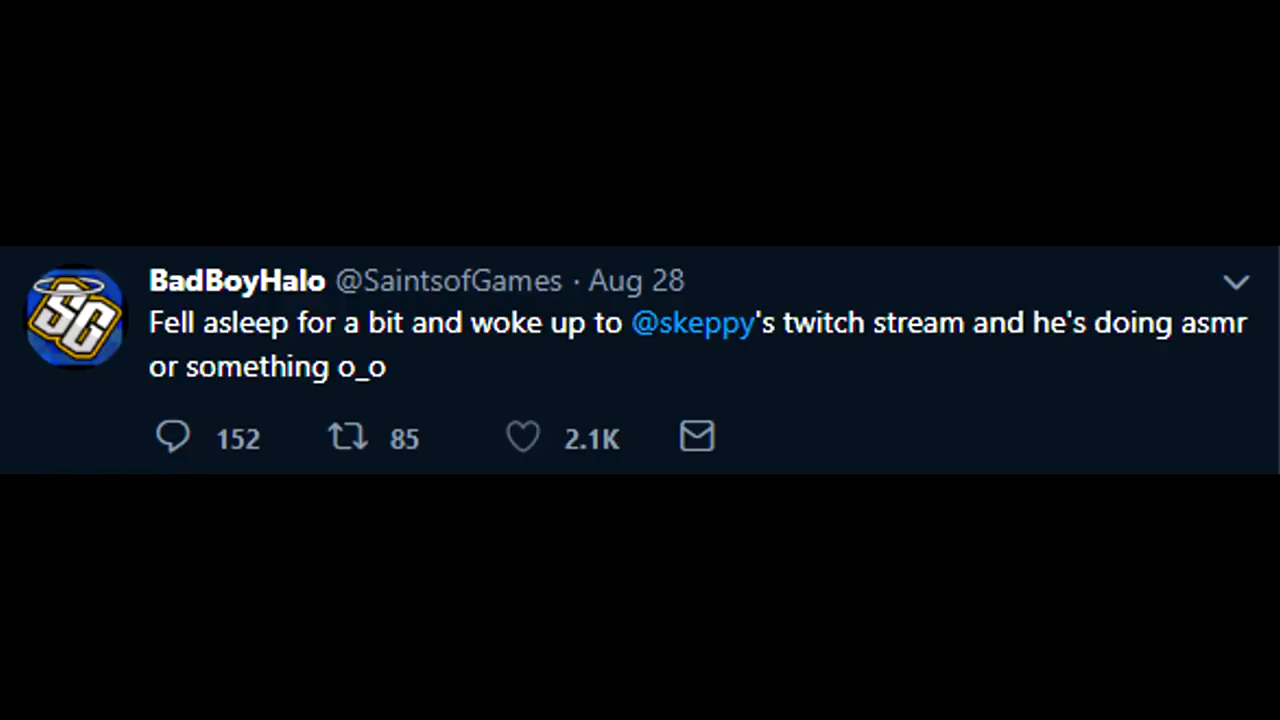 SG
BadBoyHalo @SaintsofGames · Aug 28
Fell asleep for a bit and woke up to @skeppy's twitch stream and he's doing asmr
or something o_o
152 85 2.1K